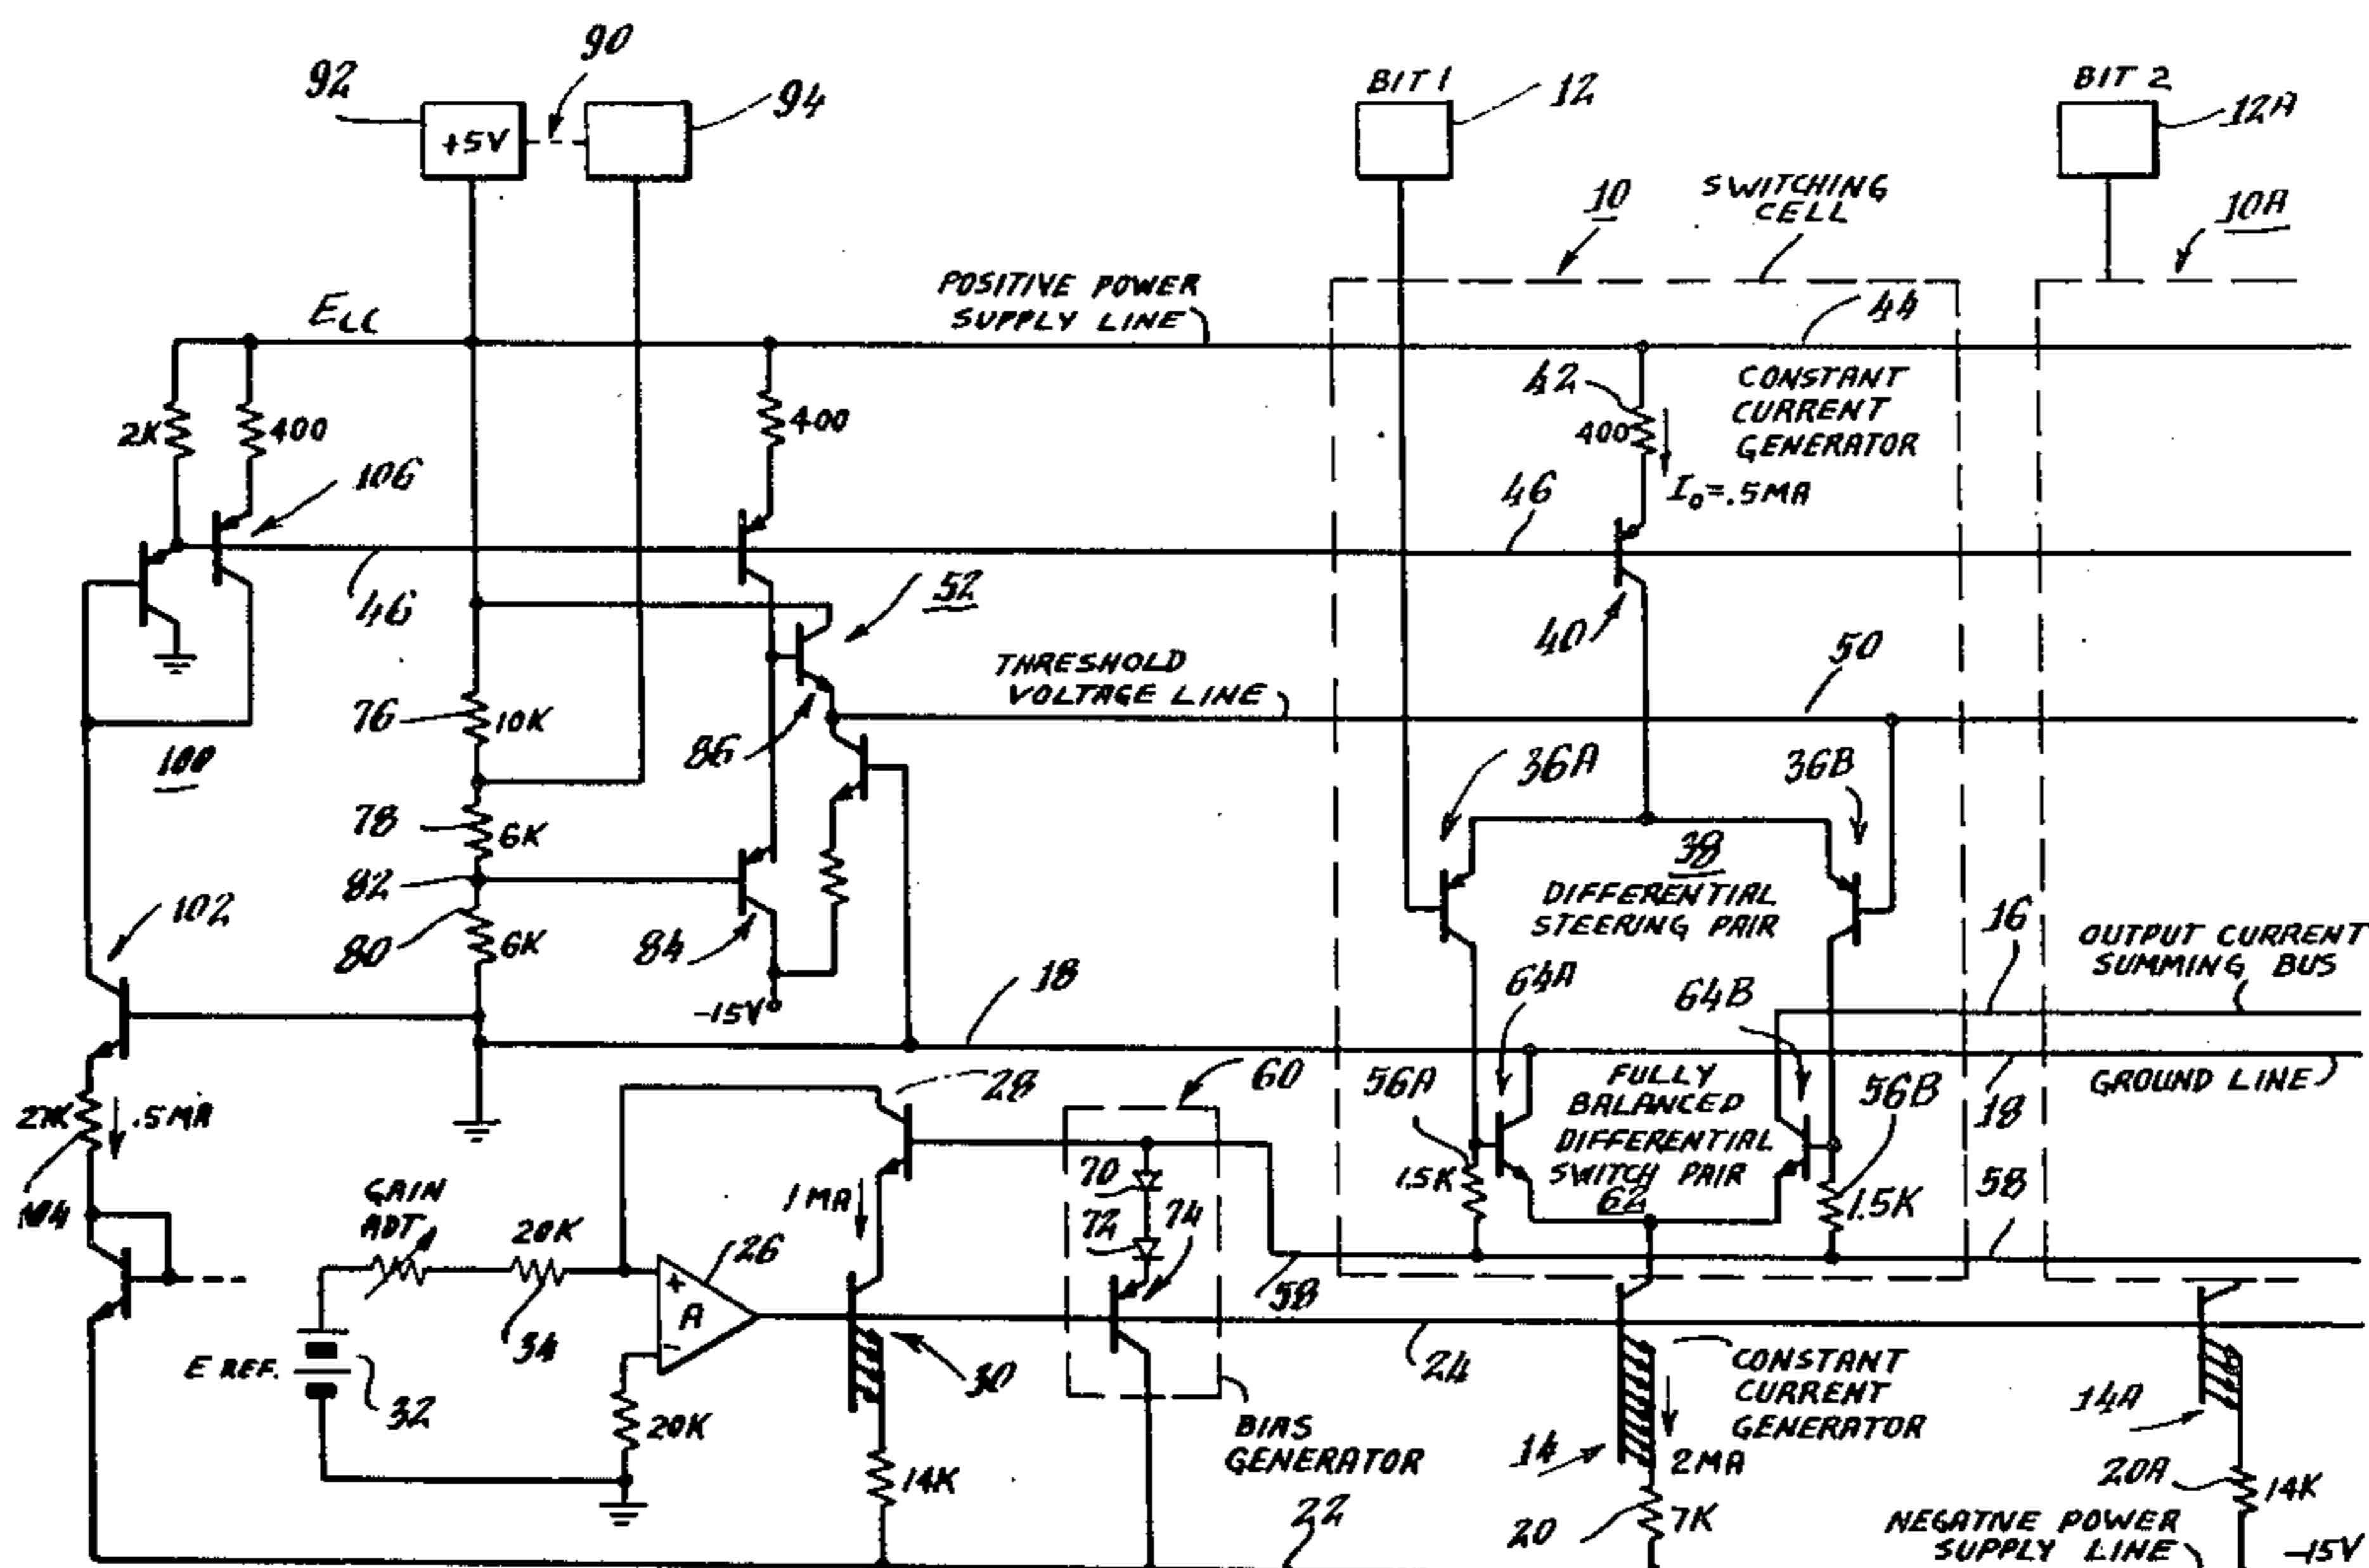 90
92
94
+5V
BIT 1
12
BIT 2
12A
10
SWITCHING
CELL
10A
POSITIVE POWER
SUPPLY LINE
44
2K
400
400
42
400
CONSTANT
CURRENT
GENERATOR
106
46
I₀=.5MA
46
52
40
THRESHOLD
VOLTAGE LINE
50
76
10K
86
100
36A
36B
78
6K
38
DIFFERENTIAL
STEERING PAIR
82
102
80
6K
84
16
OUTPUT CURRENT
SUMMING BUS
18
64A
64B
-15V
28
60
56A
FULLY
BALANCED
DIFFERENTIAL
SWITCH PAIR
62
56B
18
GROUND LINE
.5MA
104
GAIN
20K
1 MA
70
72
74
1.5K
1.5K
58
26
+
A
-
34
58
E REF.
32
30
24
CONSTANT
CURRENT
GENERATOR
14A
20K
BIAS
GENERATOR
14
2MA
14K
22
20
7K
20A
14K
NEGATIVE POWER
SUPPLY LINE
-15V